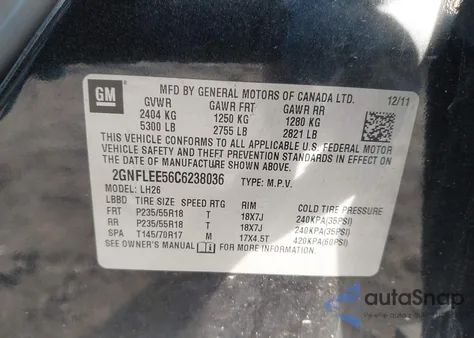 GM
MFD BY GENERAL MOTORS OF CANADA LTD.
12/11
GVWR GAWR FRT GAWR RR
2404 KG 1250 KG 1280 KG
5300 LB 2755 LB 2821 LB
THIS VEHICLE CONFORMS TO ALL APPLICABLE U.S. FEDERAL MOTOR
VEHICLE SAFETY, BUMPER, AND THEFT PREVENTION STANDARDS IN EFFECT ON
THE DATE OF MANUFACTURE SHOWN ABOVE.
2GNFLEE56C6238036 TYPE: M.P.V.
MODEL: LH26
LBBD TIRE SIZE SPEED RTG RIM COLD TIRE PRESSURE
FRT P235/55R18 T 18X7J 240KPA(35PSI)
RR P235/55R18 T 18X7J 240KPA(35PSI)
SPA T145/70R17 M 17X4.5T 420KPA(60PSI)
SEE OWNER'S MANUAL FOR MORE INFORMATION.
autoSnap